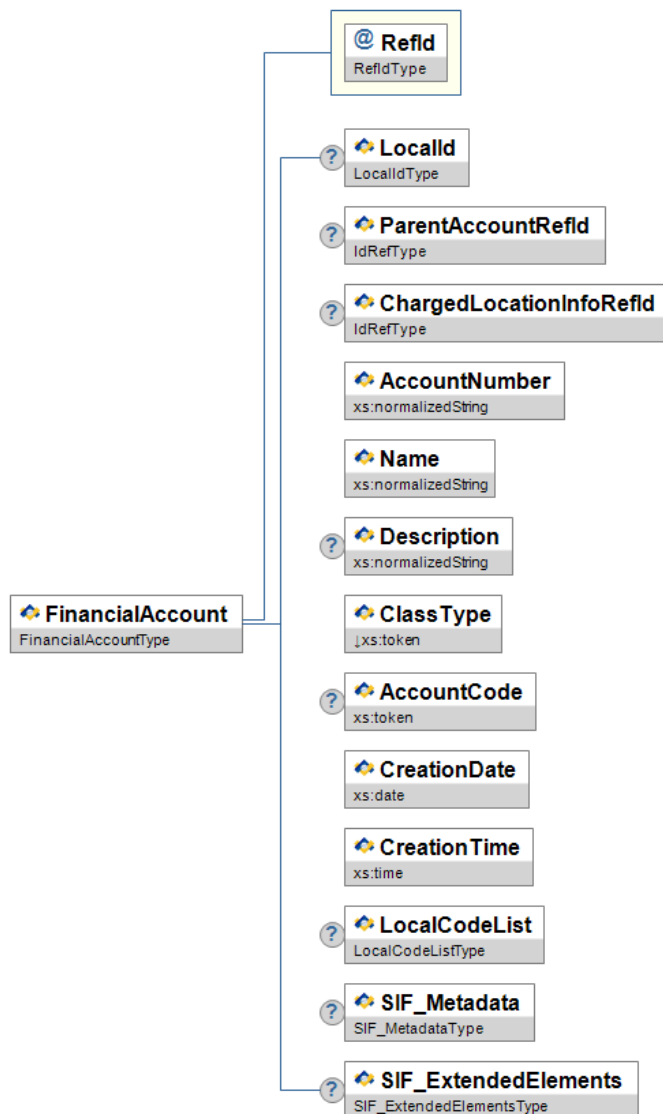 @ RefId
RefIdType
? LocalId
LocalIdType
? ParentAccountRefId
IdRefType
? ChargedLocationInfoRefId
IdRefType
AccountNumber
xs:normalizedString
Name
xs:normalizedString
? Description
xs:normalizedString
FinancialAccount
FinancialAccountType
ClassType
↓xs:token
? AccountCode
xs:token
CreationDate
xs:date
CreationTime
xs:time
? LocalCodeList
LocalCodeListType
? SIF_Metadata
SIF_MetadataType
? SIF_ExtendedElements
SIF_ExtendedElementsType